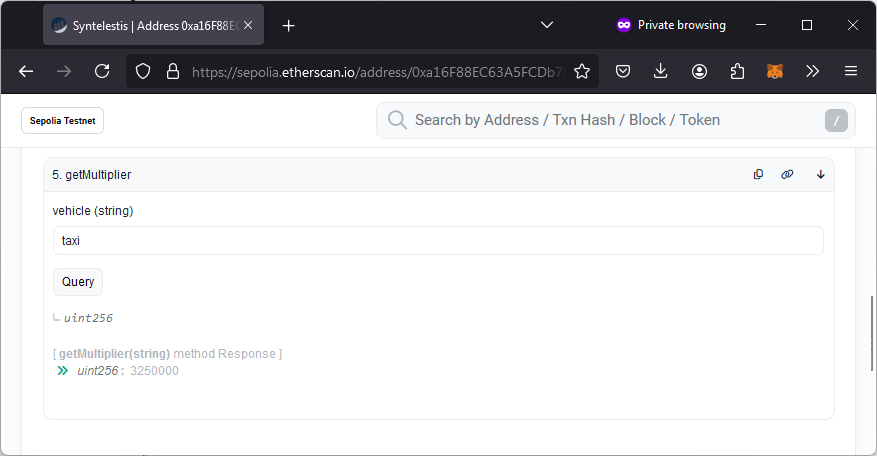 Syntelestis | Address 0xa16F88EC
Private browsing
https://sepolia.etherscan.io/address/0xa16F88EC63A5FCDb7
Sepolia Testnet
Search by Address / Txn Hash / Block / Token
/
5. getMultiplier
vehicle (string)
taxi
Query
uint256
[ getMultiplier(string) method Response ]
uint256 : 3250000